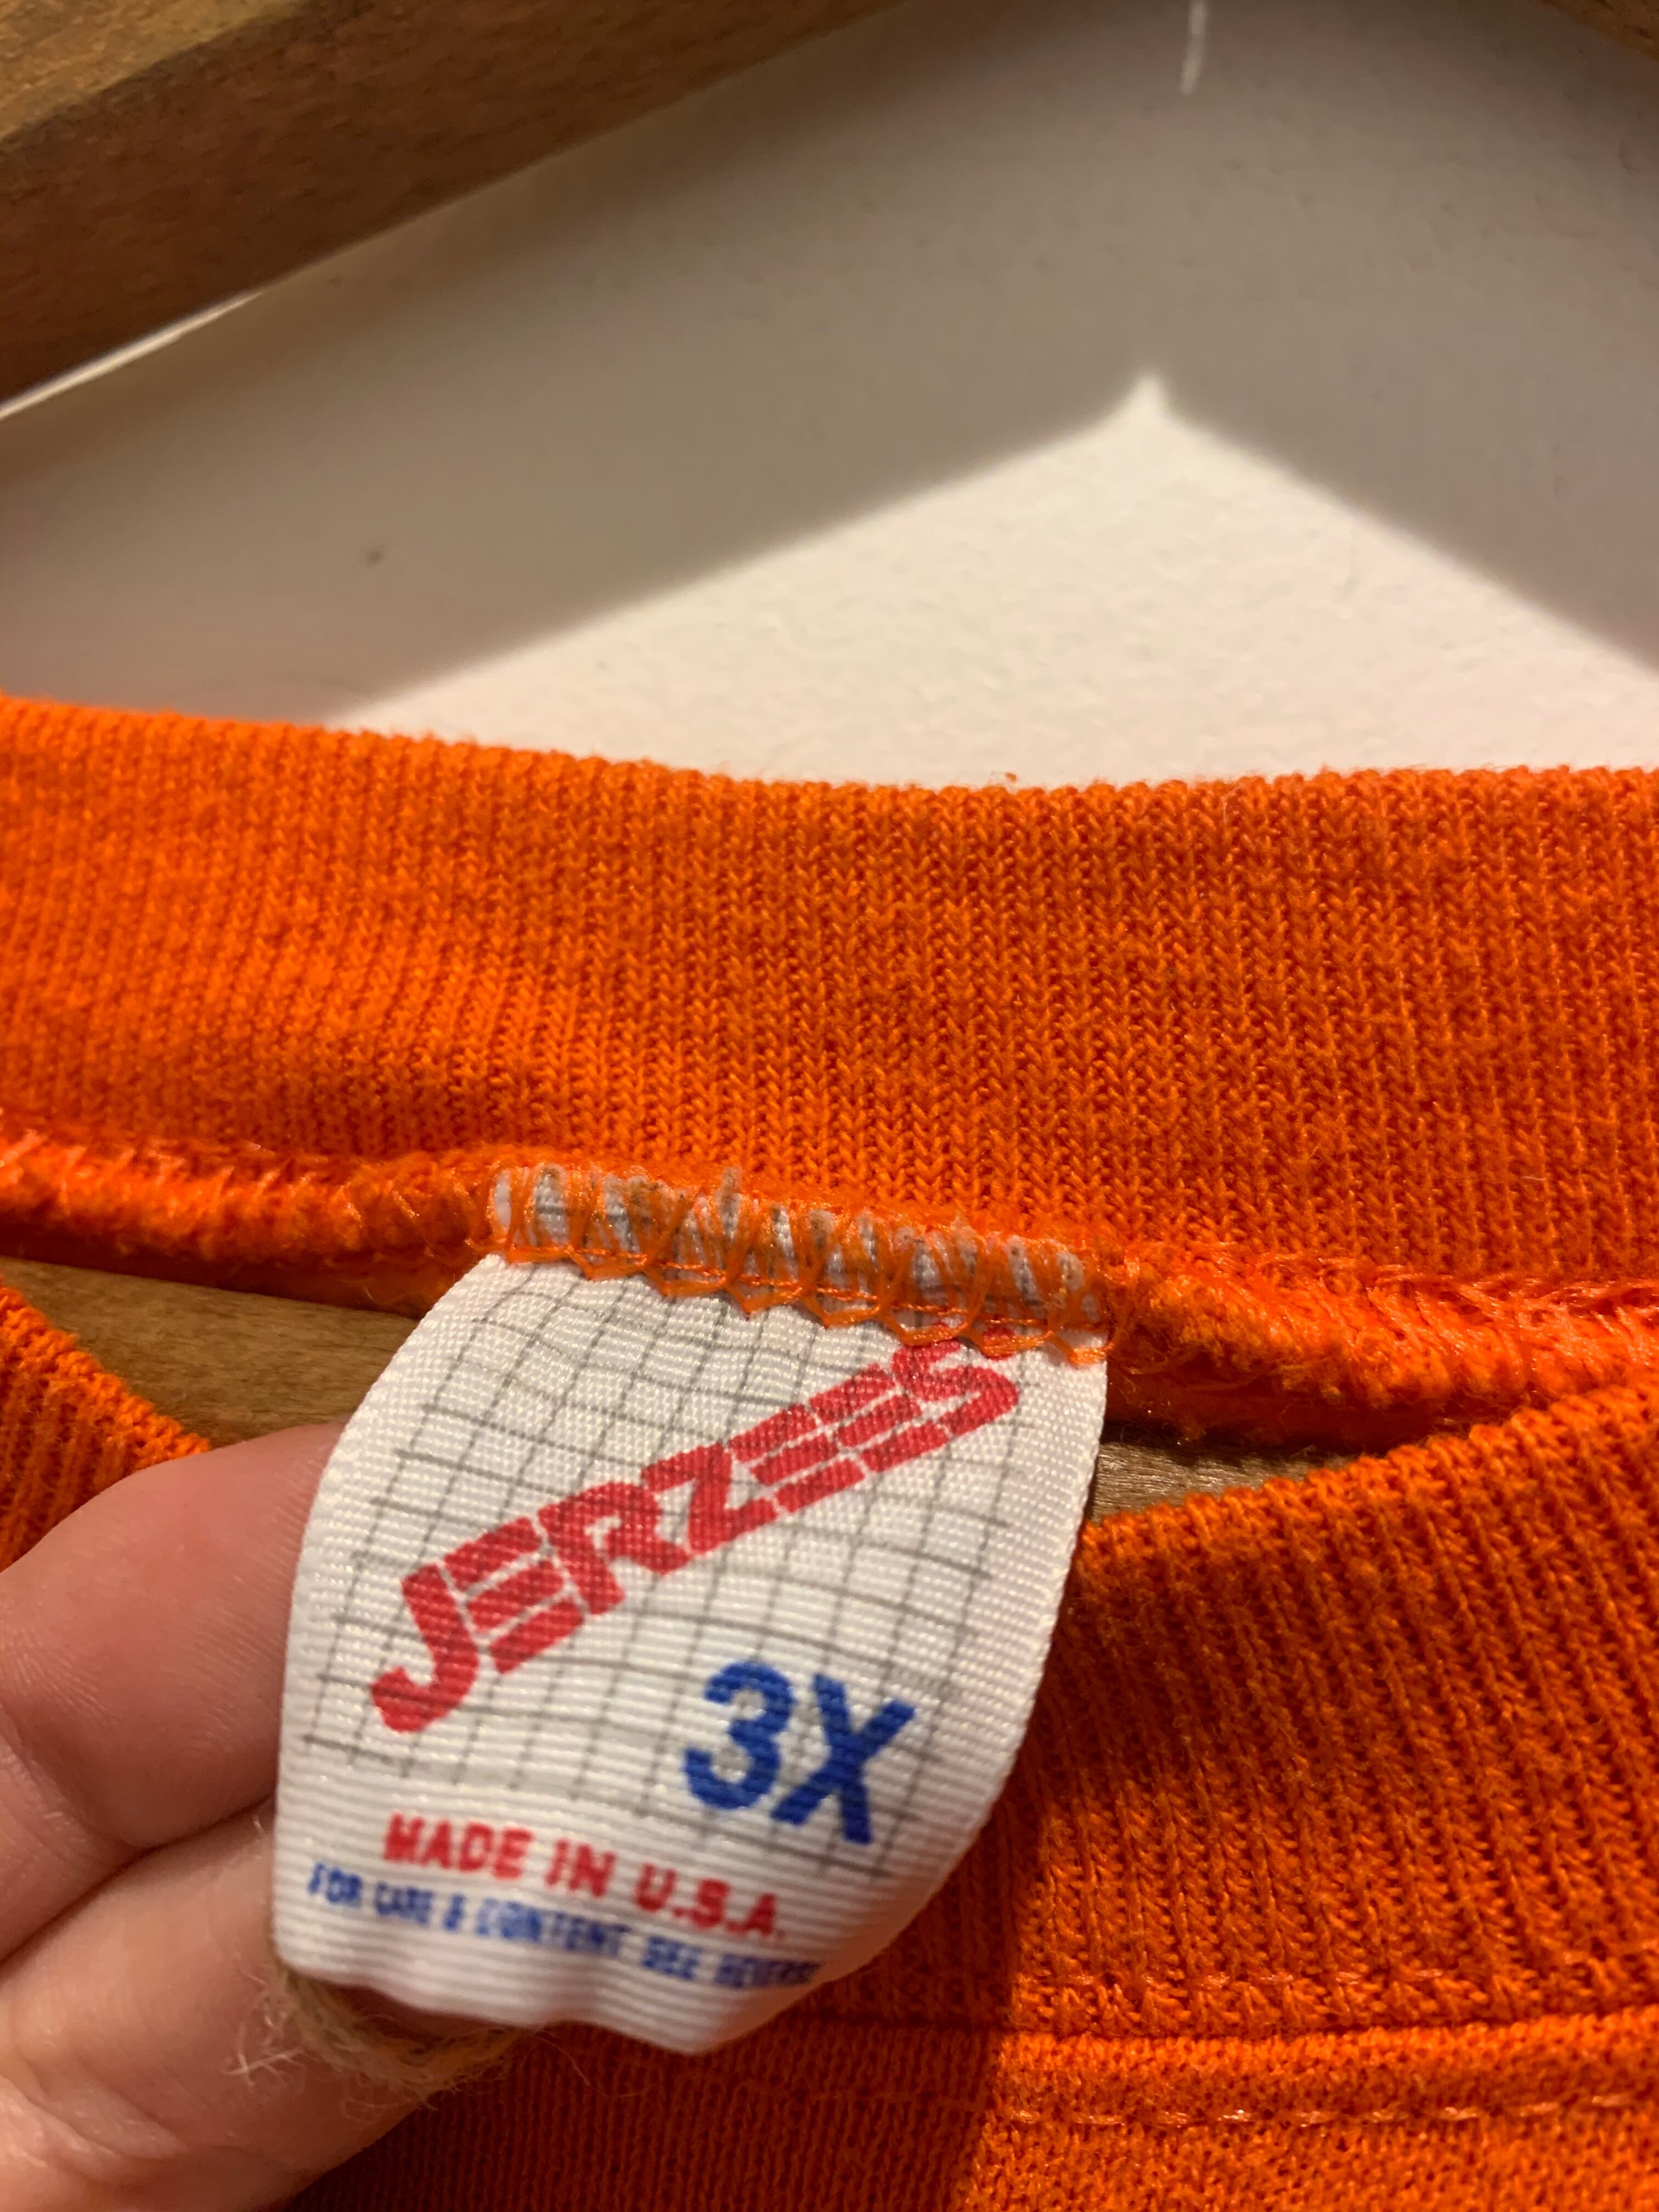 JERZEES
3X
MADE IN U.S.A.
FOR CARE & CONTENT SEE REVERSE